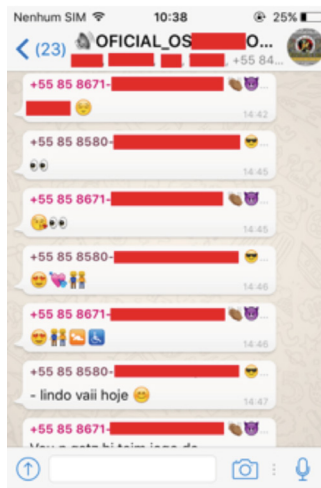 Nenhum SIM 10:38 25%
(23) OFICIAL_OS O...
, +55 84...
+55 85 8671-
14:42
+55 85 8580-
14:45
+55 85 8671-
14:45
+55 85 8580-
14:46
+55 85 8671-
14:46
+55 85 8580-
- lindo vaii hoje
14:47
+55 85 8671-